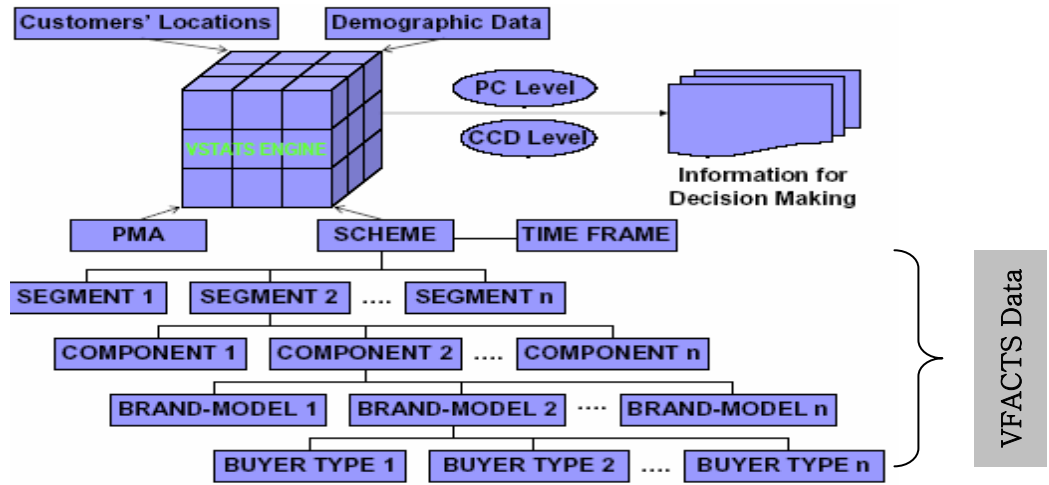 Customers' Locations
Demographic Data
PC Level
VSTATS ENGINE
CCD Level
Information for
Decision Making
PMA
SCHEME
TIME FRAME
SEGMENT 1
SEGMENT 2
....
SEGMENT n
COMPONENT 1
COMPONENT 2
....
COMPONENT n
BRAND-MODEL 1
BRAND-MODEL 2
....
BRAND-MODEL n
BUYER TYPE 1
BUYER TYPE 2
....
BUYER TYPE n
VFACTS Data